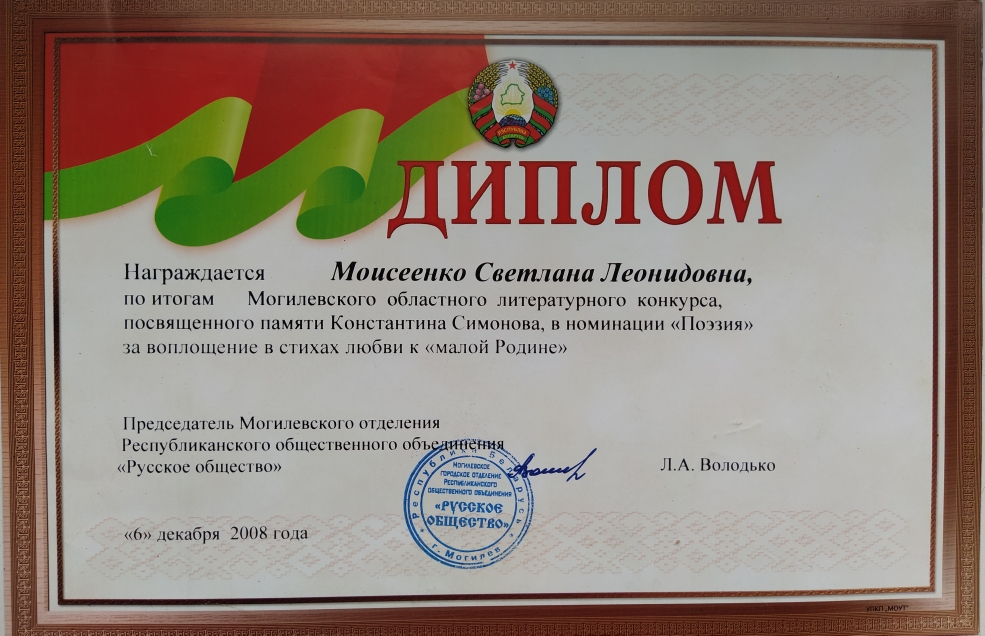 РЭСПУБЛІКА
БЕЛАРУСЬ
ДИПЛОМ
Награждается Моисеенко Светлана Леонидовна,
по итогам Могилевского областного литературного конкурса,
посвященного памяти Константина Симонова, в номинации «Поэзия»
за воплощение в стихах любви к «малой Родине»
Председатель Могилевского отделения
Республиканского общественного объединения
«Русское общество»
Л.А. Володько
Республика Беларусь
Могилевское
городское отделение
Республиканского
общественного объединения
«РУССКОЕ
ОБЩЕСТВО»
г. Могилев
«6» декабря 2008 года
УПКП „МОУТ"